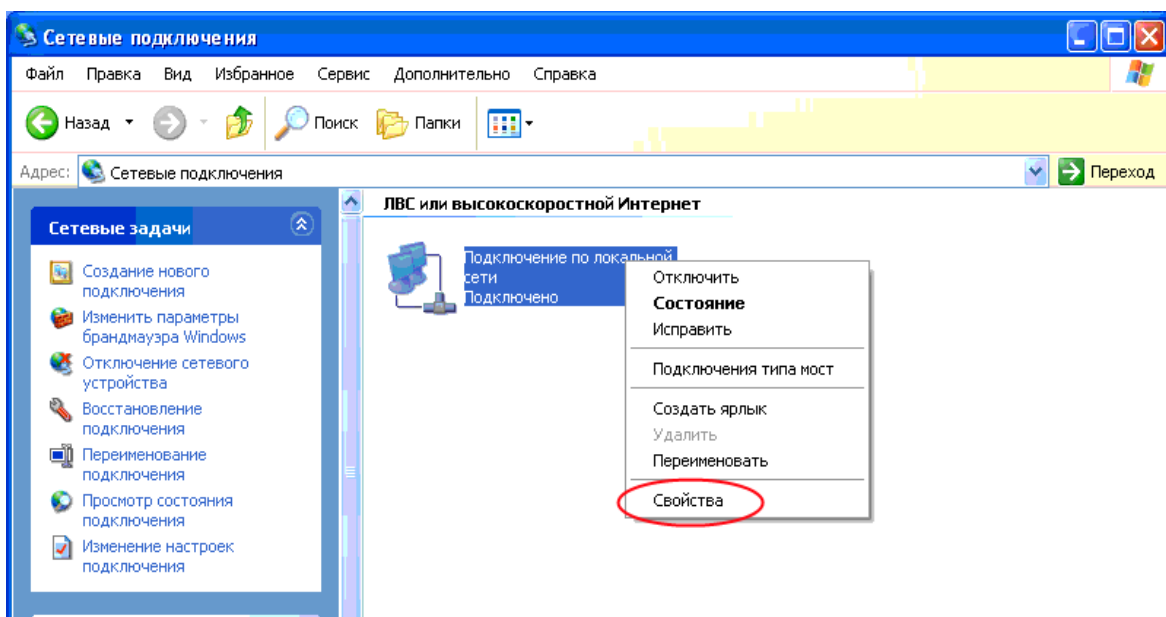 Сетевые подключения
Файл Правка Вид Избранное Сервис Дополнительно Справка
Назад Поиск Папки
Адрес: Сетевые подключения Переход
Сетевые задачи
Создание нового
подключения
Изменить параметры
брандмауэра Windows
Отключение сетевого
устройства
Восстановление
подключения
Переименование
подключения
Просмотр состояния
подключения
Изменение настроек
подключения
ЛВС или высокоскоростной Интернет
Подключение по локальной
сети
Подключено
Отключить
Состояние
Исправить
Подключения типа мост
Создать ярлык
Удалить
Переименовать
Свойства